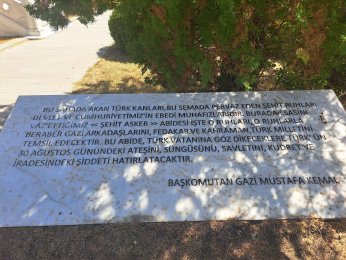 BU SAHADA AKAN TÜRK KANLARI,BU SEMADA PERVAZ EDEN ŞEHİT RUHLARI
DEVLET VE CUMHURİYETİMİZ'İN EBEDİ MUHAFIZLARIDIR. BURADA ESASINI
VAZ'ETTİĞİMİZ << ŞEHİT ASKER >> ABİDESİ İŞTE O RUHLARI, O RUHLARLA
BERABER GAZİ ARKADAŞLARINI, FEDAKAR VE KAHRAMAN TÜRK MİLLETİNİ
TEMSİL EDECEKTİR. BU ABİDE, TÜRK VATANINA GÖZ DİKECEKLERE TÜRK'ÜN
30 AĞUSTOS GÜNÜNDEKİ ATEŞİNİ, SÜNGÜSÜNÜ, SAVLETİNİ, KUDRET VE
İRADESİNDEKİ ŞİDDETİ HATIRLATACAKTIR.
BAŞKOMUTAN GAZİ MUSTAFA KEMAL